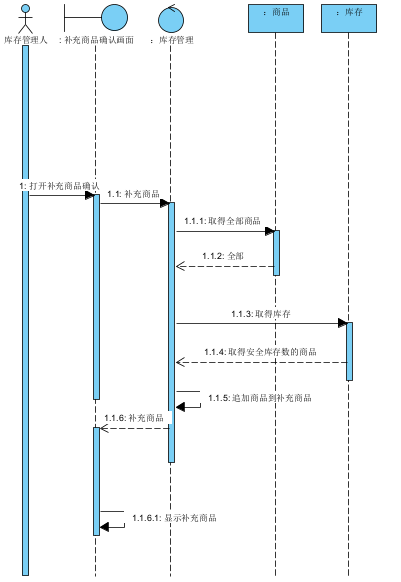 库存管理人
: 补充商品确认画面
: 库存管理
: 商品
: 库存
1: 打开补充商品确认
1.1: 补充商品
1.1.1: 取得全部商品
1.1.2: 全部
1.1.3: 取得库存
1.1.4: 取得安全库存数的商品
1.1.5: 追加商品到补充商品
1.1.6: 补充商品
1.1.6.1: 显示补充商品